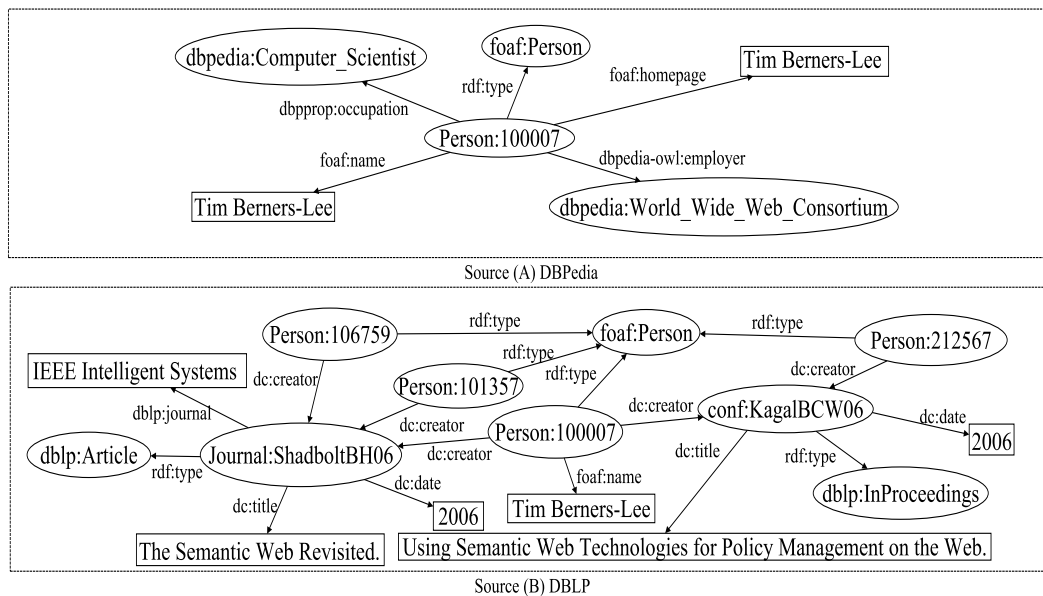 dbpedia:Computer_Scientist
foaf:Person
Tim Berners-Lee
foaf:homepage
rdf:type
dbpprop:occupation
Person:100007
foaf:name
dbpedia-owl:employer
Tim Berners-Lee
dbpedia:World_Wide_Web_Consortium
Source (A) DBPedia
Person:106759
rdf:type
foaf:Person
rdf:type
Person:212567
IEEE Intelligent Systems
dc:creator
rdf:type
rdf:type
dc:creator
Person:101357
dblp:journal
dc:creator
dc:creator
conf:KagalBCW06
dc:date
2006
Person:100007
dblp:Article
rdf:type
Journal:ShadboltBH06
dc:creator
dc:title
rdf:type
dc:date
foaf:name
dblp:InProceedings
dc:title
2006
Tim Berners-Lee
The Semantic Web Revisited.
Using Semantic Web Technologies for Policy Management on the Web.
Source (B) DBLP